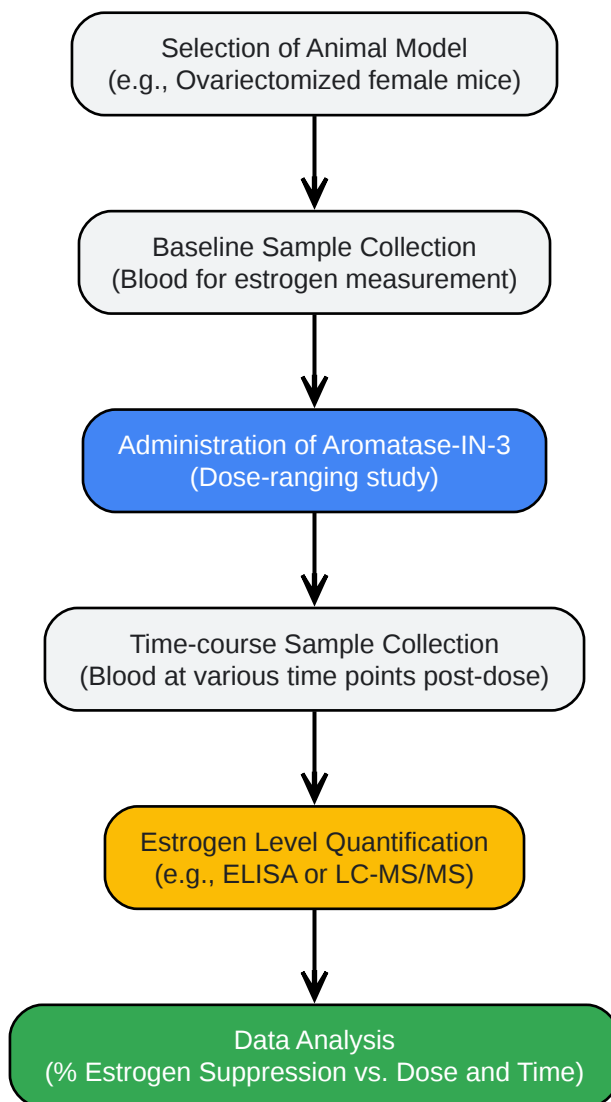 Selection of Animal Model
(e.g., Ovariectomized female mice)
Baseline Sample Collection
(Blood for estrogen measurement)
Administration of Aromatase-IN-3
(Dose-ranging study)
Time-course Sample Collection
(Blood at various time points post-dose)
Estrogen Level Quantification
(e.g., ELISA or LC-MS/MS)
Data Analysis
(% Estrogen Suppression vs. Dose and Time)